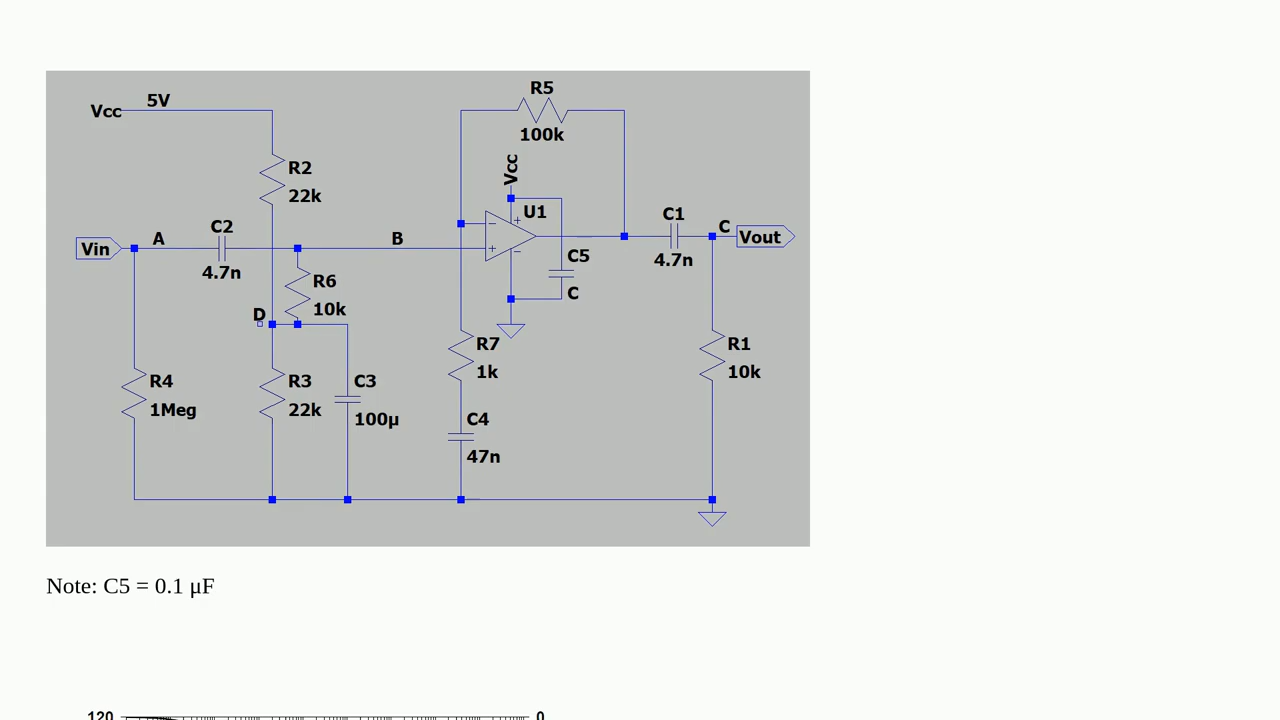 R5
5V
Vcc
100k
Vcc
R2
22k
U1
+
−
C2
A
B
C1
C
Vin
Vout
+
−
4.7n
4.7n
C5
C
R6
10k
D
R7
1k
R1
10k
R4
1Meg
R3
22k
C3
100µ
C4
47n
Note: C5 = 0.1 μF
120
0